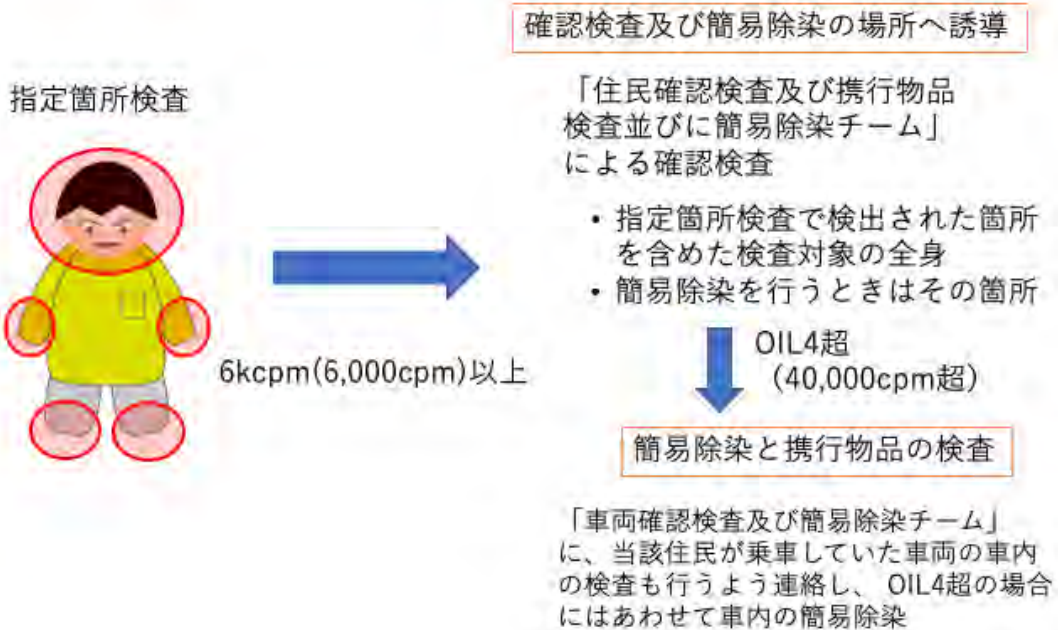 指定箇所検査
6kcpm(6,000cpm)以上
確認検査及び簡易除染の場所へ誘導
「住民確認検査及び携行物品
検査並びに簡易除染チーム」
による確認検査
・指定箇所検査で検出された箇所
を含めた検査対象の全身
・簡易除染を行うときはその箇所
OIL4超
（40,000cpm超）
簡易除染と携行物品の検査
「車両確認検査及び簡易除染チーム」
に、当該住民が乗車していた車両の車内
の検査も行うよう連絡し、 OIL4超の場合
にはあわせて車内の簡易除染